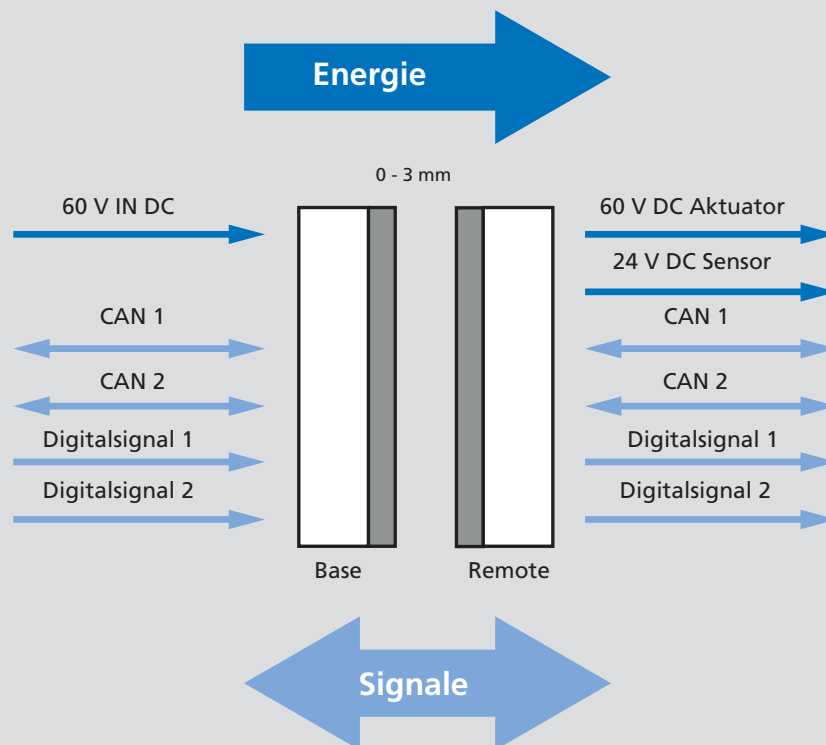 Energie
0 - 3 mm
60 V IN DC
60 V DC Aktuator
24 V DC Sensor
CAN 1
CAN 1
CAN 2
CAN 2
Digitalsignal 1
Digitalsignal 1
Digitalsignal 2
Digitalsignal 2
Base
Remote
Signale